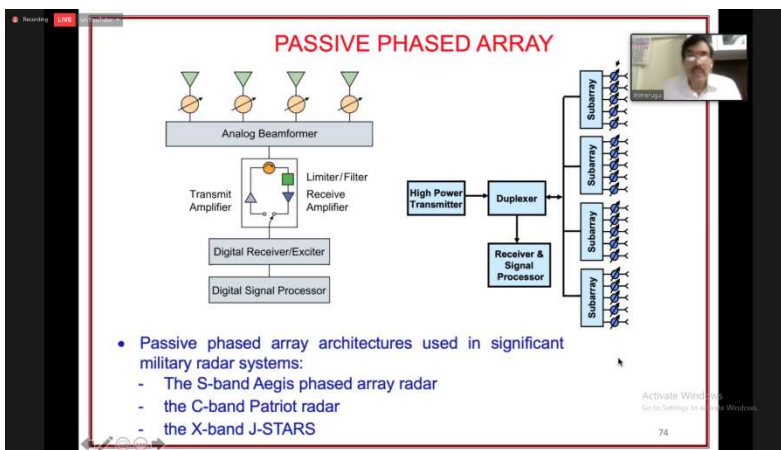 Recording
LIVE
on YouTube
PASSIVE PHASED ARRAY
Analog Beamformer
Limiter/Filter
Transmit
Amplifier
Receive
Amplifier
Digital Receiver/Exciter
Digital Signal Processor
High Power
Transmitter
Duplexer
Receiver &
Signal
Processor
Subarray
Subarray
Subarray
Subarray
• Passive phased array architectures used in significant
military radar systems:
- The S-band Aegis phased array radar
- the C-band Patriot radar
- the X-band J-STARS
Activate Windows
Go to Settings to activate Windows.
74